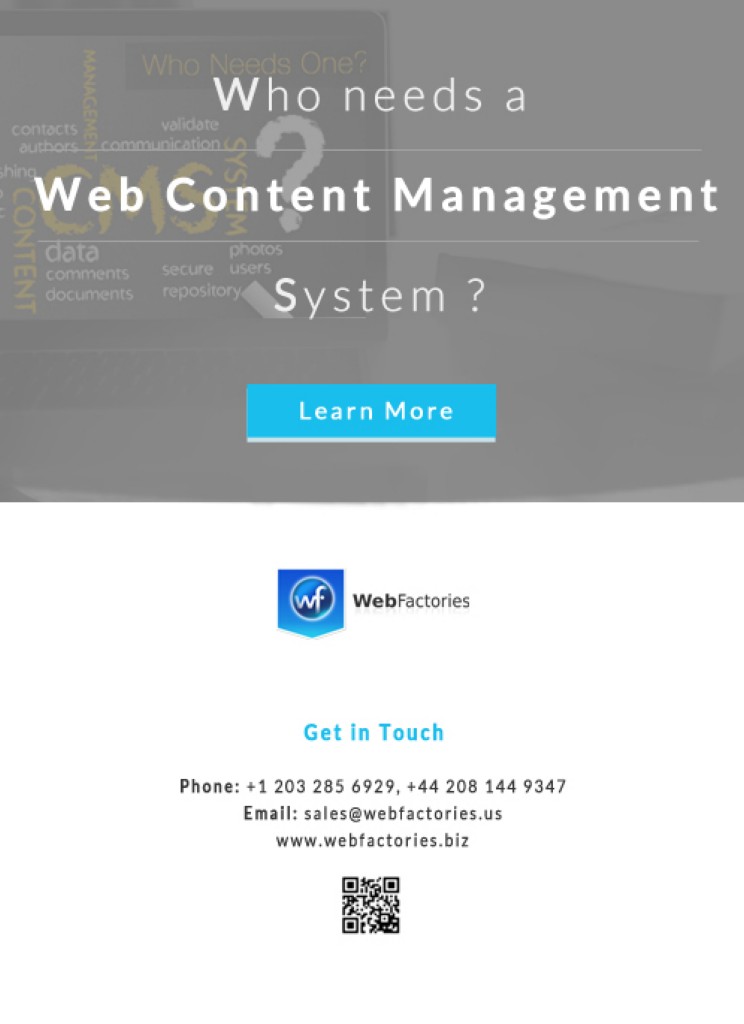 Who Needs One?
Who needs a
MANAGEMENT
contacts
validate
authors
communication
SYSTEM
?
CMS
Web Content Management
CONTENT
data
photos
comments
secure
users
documents
repository
System ?
Learn More
wf
WebFactories
Get in Touch
Phone: +1 203 285 6929, +44 208 144 9347
Email: sales@webfactories.us
www.webfactories.biz